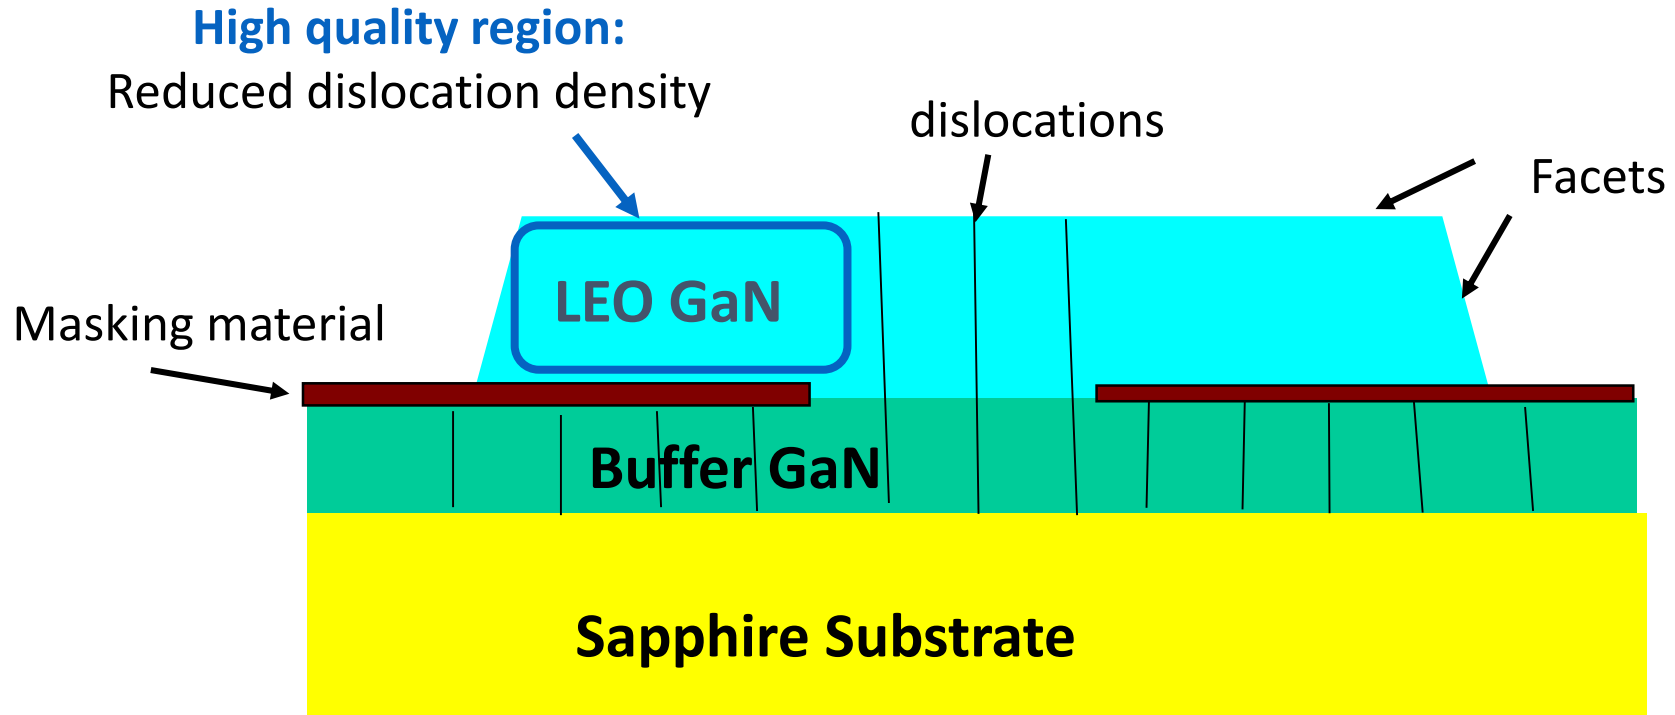 High quality region:
Reduced dislocation density
dislocations
Facets
LEO GaN
Masking material
Buffer GaN
Sapphire Substrate